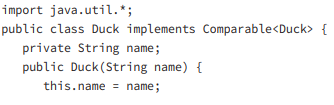 import java.util.*;
public class Duck implements Comparable<Duck> {
private String name;
public Duck(String name) {
this.name = name;